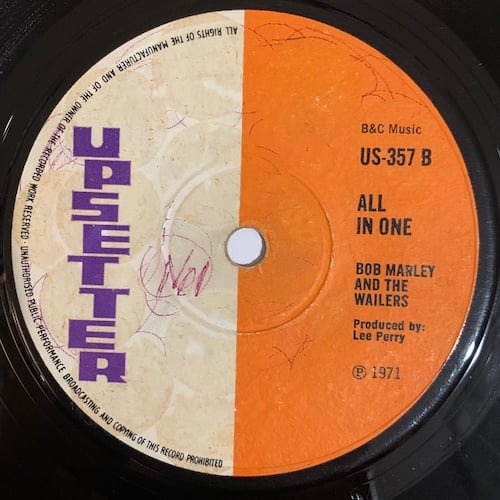 ALL RIGHTS OF THE MANUFACTURER AND OF THE OWNER OF THE RECORDED WORK RESERVED · UNAUTHORISED PUBLIC PERFORMANCE BROADCASTING AND COPYING OF THIS RECORD PROHIBITED
UPSETTER
B&C Music
US-357 B
ALL
IN ONE
BOB MARLEY
AND THE
WAILERS
Produced by:
Lee Perry
℗ 1971